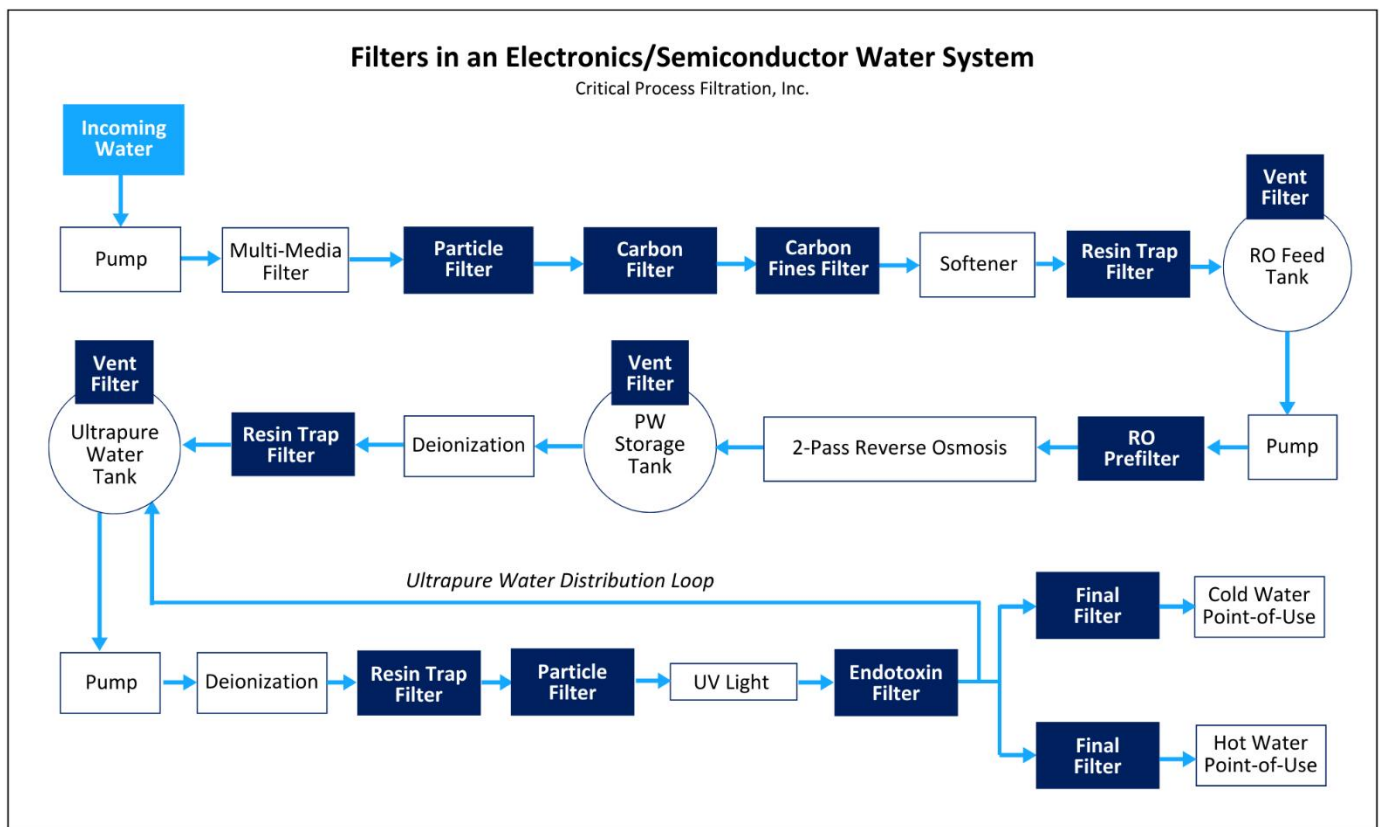 Filters in an Electronics/Semiconductor Water System
Critical Process Filtration, Inc.
Incoming
Water
Pump
Multi-Media
Filter
Particle
Filter
Carbon
Filter
Carbon
Fines Filter
Softener
Resin Trap
Filter
Vent
Filter
RO Feed
Tank
Pump
RO
Prefilter
2-Pass Reverse Osmosis
Vent
Filter
PW
Storage
Tank
Deionization
Resin Trap
Filter
Vent
Filter
Ultrapure
Water
Tank
Ultrapure Water Distribution Loop
Pump
Deionization
Resin Trap
Filter
Particle
Filter
UV Light
Endotoxin
Filter
Final
Filter
Cold Water
Point-of-Use
Final
Filter
Hot Water
Point-of-Use